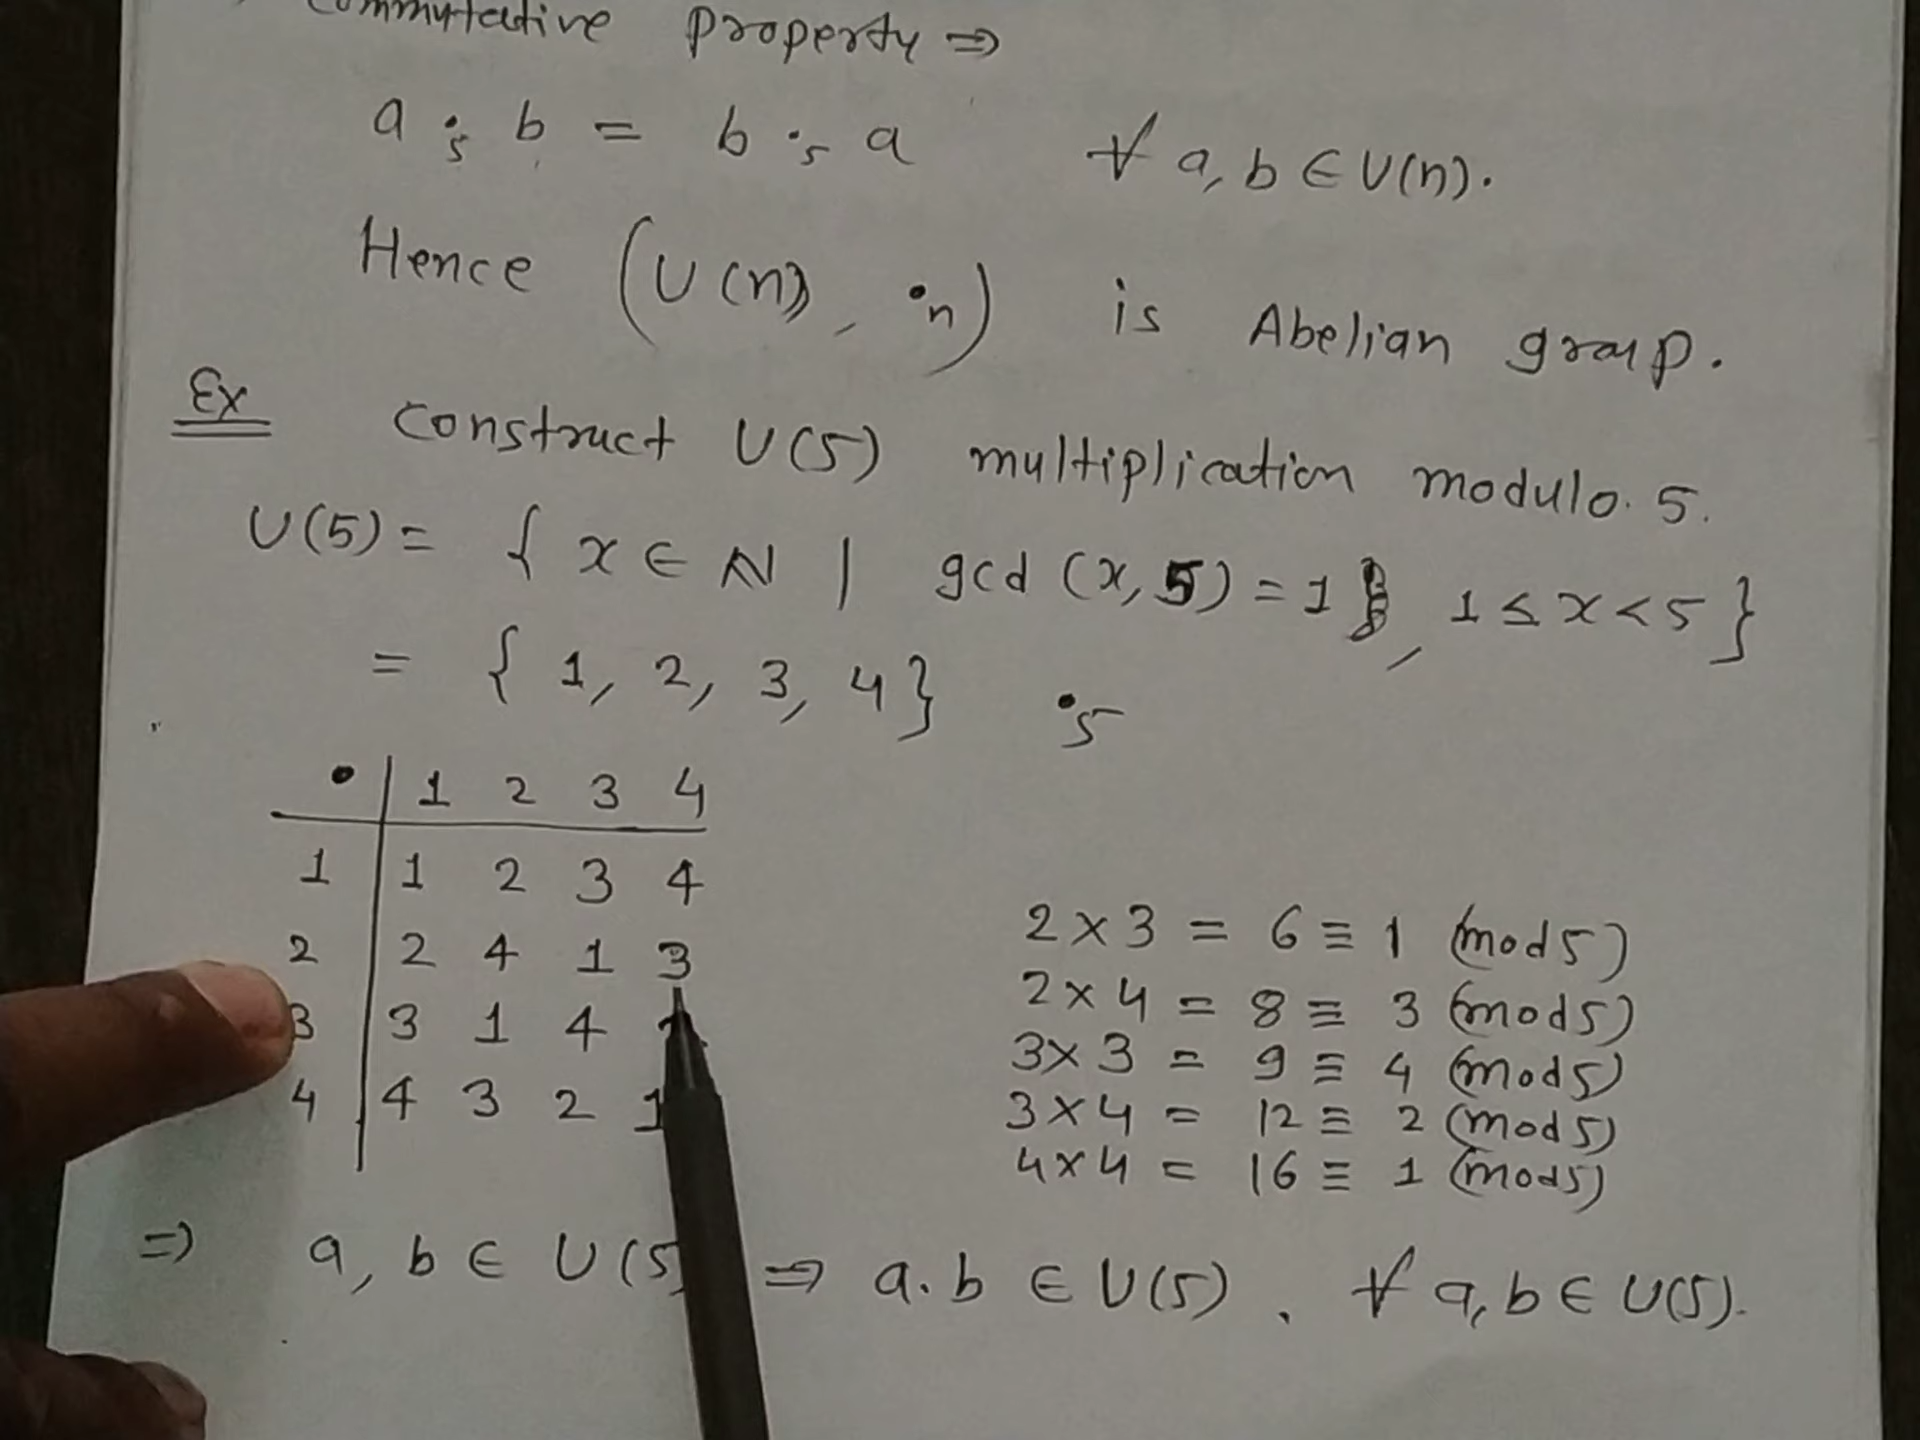 Commutative property ⇒
a ·₅ b = b ·₅ a ∀ a, b ∈ U(n).
Hence (U(n), ·n) is Abelian group.
Ex Construct U(5) multiplication modulo. 5.
U(5) = { x ∈ N | gcd (x, 5) = 1, 1 ≤ x < 5 }
= { 1, 2, 3, 4 } ·₅
• | 1 2 3 4
1 | 1 2 3 4
2 | 2 4 1 3
3 | 3 1 4
4 | 4 3 2 1
2 × 3 = 6 ≡ 1 (mod 5)
2 × 4 = 8 ≡ 3 (mod 5)
3 × 3 = 9 ≡ 4 (mod 5)
3 × 4 = 12 ≡ 2 (mod 5)
4 × 4 = 16 ≡ 1 (mod 5)
⇒ a, b ∈ U(5 ⇒ a.b ∈ U(5). ∀ a, b ∈ U(5).